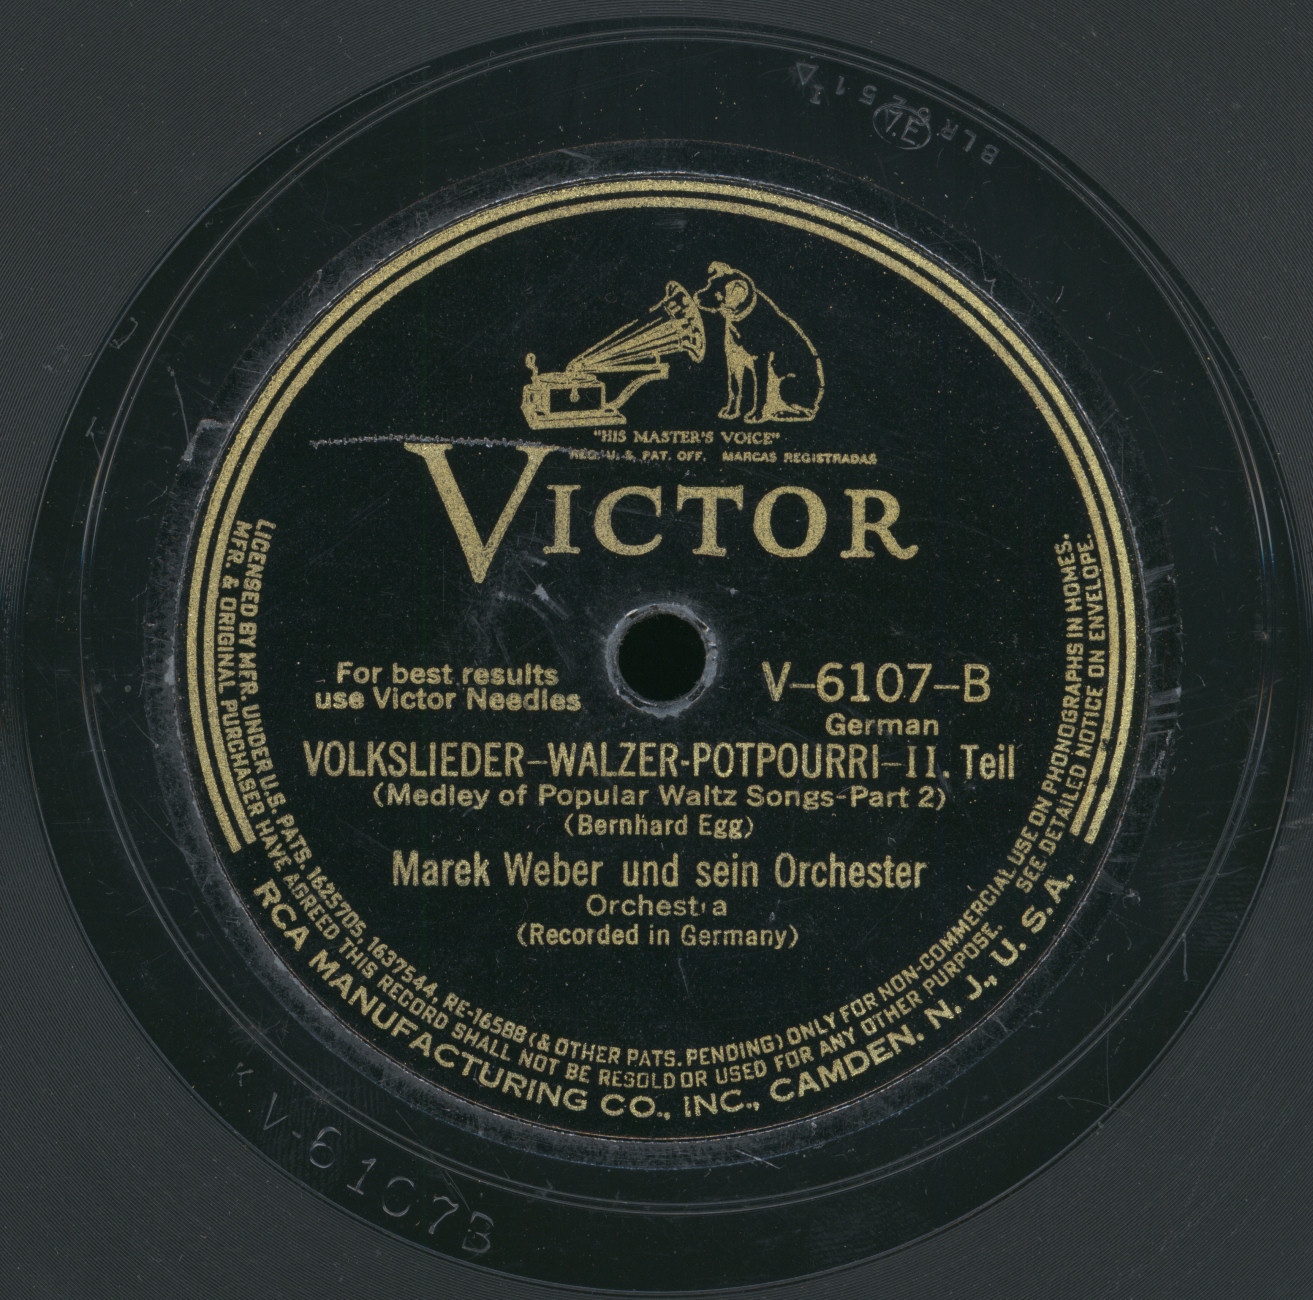 BLR 6251
7E
"HIS MASTER'S VOICE"
REG. U. S. PAT. OFF. MARCAS REGISTRADAS
VICTOR
For best results
use Victor Needles
V-6107-B
German
VOLKSLIEDER-WALZER-POTPOURRI-II. Teil
(Medley of Popular Waltz Songs-Part 2)
(Bernhard Egg)
Marek Weber und sein Orchester
Orchestra
(Recorded in Germany)
LICENSED BY MFR. UNDER U.S. PATS. 1625705, 1637544, RE-16588 (& OTHER PATS. PENDING) ONLY FOR NON-COMMERCIAL USE ON PHONOGRAPHS IN HOMES.
MFR. & ORIGINAL PURCHASER HAVE AGREED THIS RECORD SHALL NOT BE RESOLD OR USED FOR ANY OTHER PURPOSE. SEE DETAILED NOTICE ON ENVELOPE.
RCA MANUFACTURING CO., INC., CAMDEN. N. J., U. S. A.
K
V-6107B